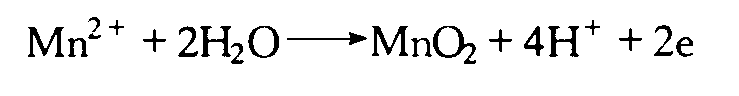 Mn²⁺ + 2H₂O⟶MnO₂ + 4H⁺ + 2e